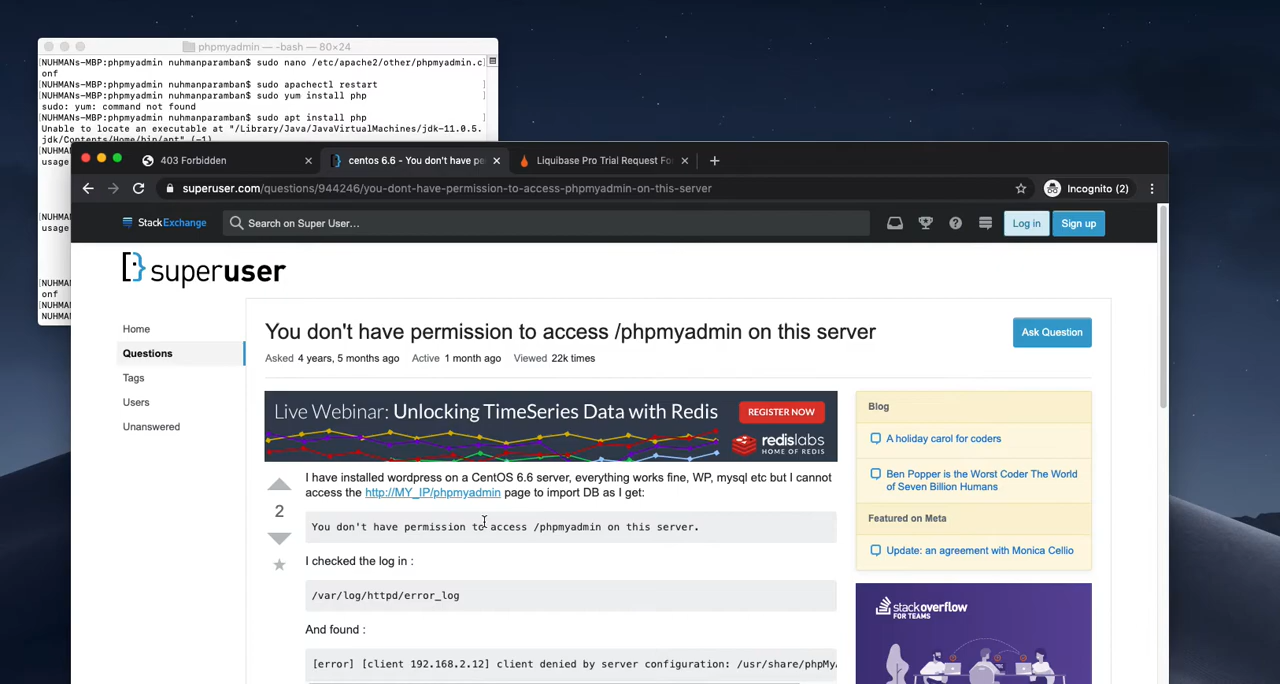 phpmyadmin — -bash — 80×24
[NUHMANs-MBP:phpmyadmin nuhmanparamban$ sudo nano /etc/apache2/other/phpmyadmin.c]
onf
[NUHMANs-MBP:phpmyadmin nuhmanparamban$ sudo apachectl restart ]
[NUHMANs-MBP:phpmyadmin nuhmanparamban$ sudo yum install php ]
sudo: yum: command not found
[NUHMANs-MBP:phpmyadmin nuhmanparamban$ sudo apt install php ]
Unable to locate an executable at "/Library/Java/JavaVirtualMachines/jdk-11.0.5.
jdk/Contents/Home/bin/apt" (-1)
[NUHM
usage
[NUHM
usage
[NUHM
onf
[NUHM
NUHM
403 Forbidden
centos 6.6 - You don't have pe
Liquibase Pro Trial Request Fo
superuser.com/questions/944246/you-dont-have-permission-to-access-phpmyadmin-on-this-server
Incognito (2)
StackExchange
Search on Super User...
Log in
Sign up
superuser
Home
Questions
Tags
Users
Unanswered
You don't have permission to access /phpmyadmin on this server
Ask Question
Asked 4 years, 5 months ago Active 1 month ago Viewed 22k times
Live Webinar: Unlocking TimeSeries Data with Redis
REGISTER NOW
redislabs
HOME OF REDIS
I have installed wordpress on a CentOS 6.6 server, everything works fine, WP, mysql etc but I cannot
access the http://MY_IP/phpmyadmin page to import DB as I get:
2
You don't have permission to access /phpmyadmin on this server.
I checked the log in :
/var/log/httpd/error_log
And found :
[error] [client 192.168.2.12] client denied by server configuration: /usr/share/phpMyA
Blog
A holiday carol for coders
Ben Popper is the Worst Coder The World
of Seven Billion Humans
Featured on Meta
Update: an agreement with Monica Cellio
stackoverflow
FOR TEAMS